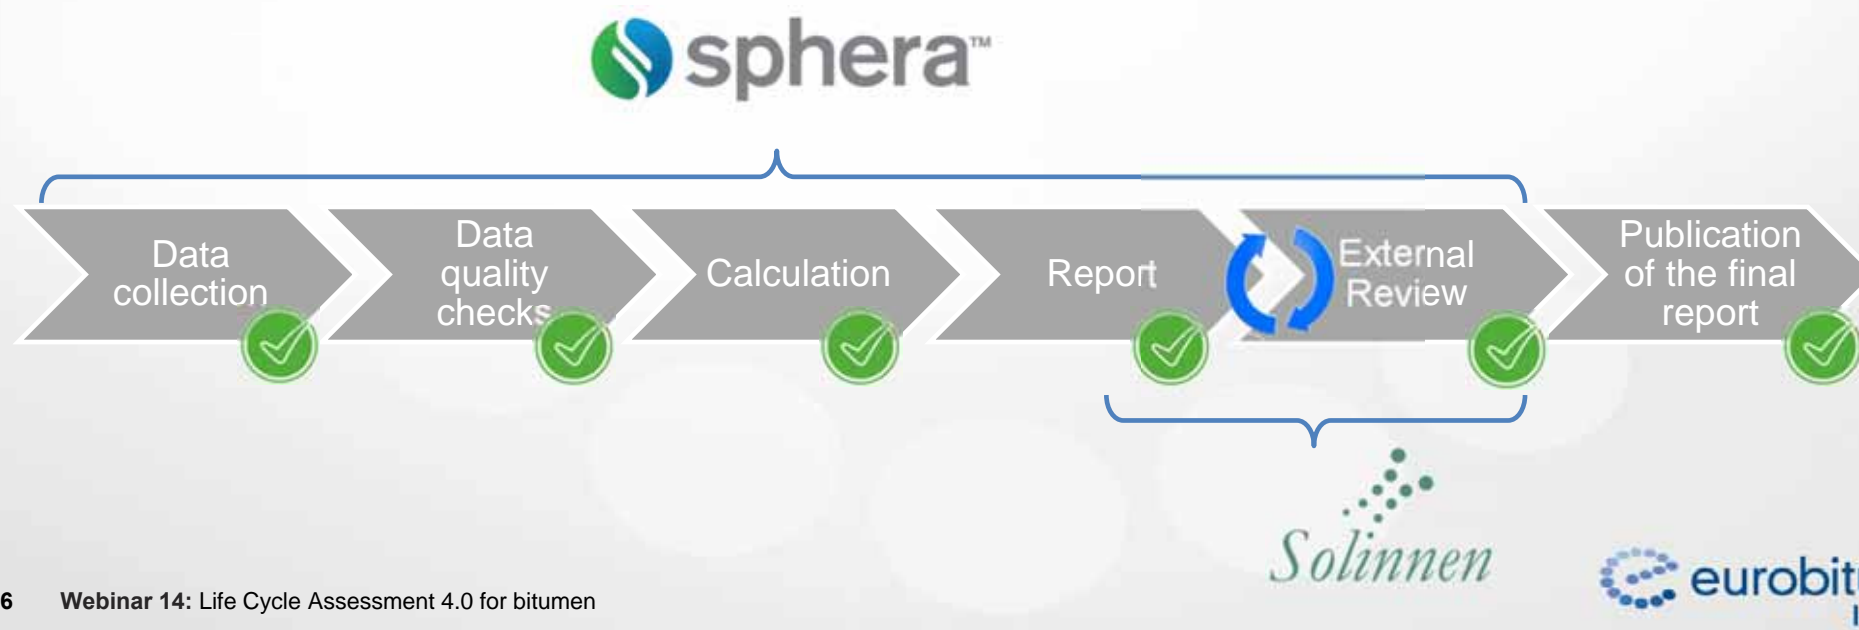 sphera™
Data
collection
Data
quality
checks
Calculation
Report
External
Review
Publication
of the final
report
Solinnen
6 Webinar 14: Life Cycle Assessment 4.0 for bitumen